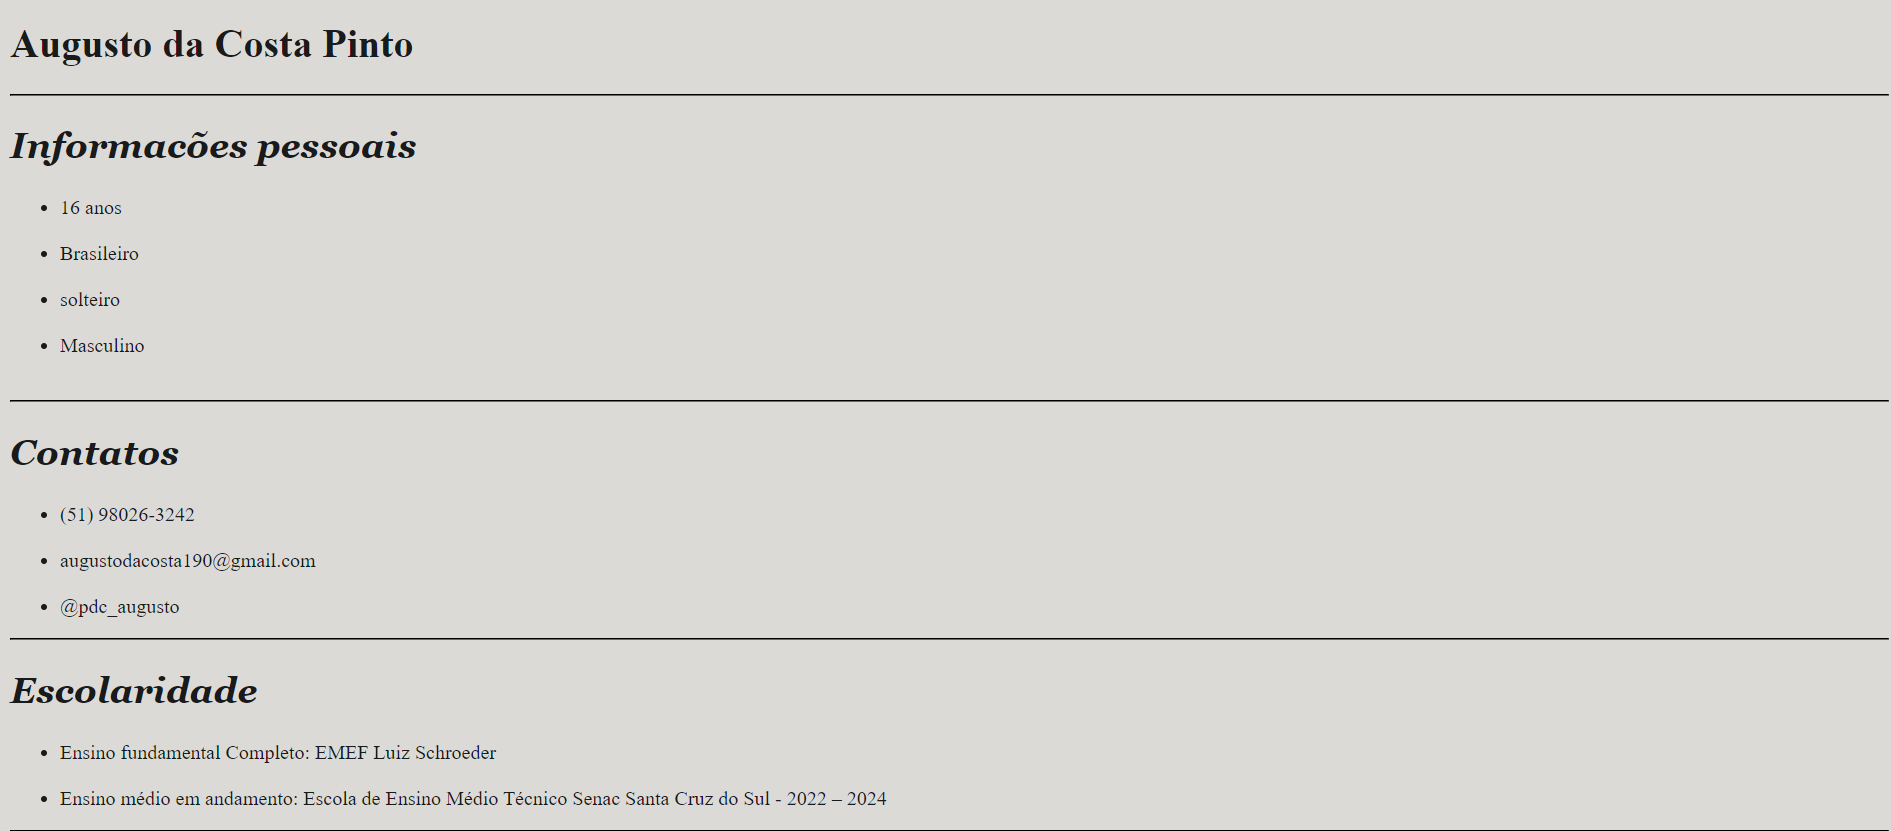 Augusto da Costa Pinto
Informacões pessoais
16 anos
Brasileiro
solteiro
Masculino
Contatos
(51) 98026-3242
augustodacosta190@gmail.com
@pdc_augusto
Escolaridade
Ensino fundamental Completo: EMEF Luiz Schroeder
Ensino médio em andamento: Escola de Ensino Médio Técnico Senac Santa Cruz do Sul - 2022 – 2024